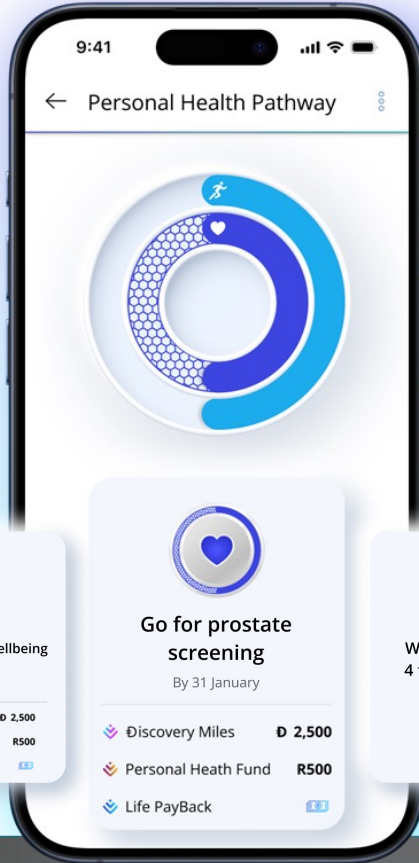 9:41
Personal Health Pathway
Go for prostate
screening
By 31 January
Điscovery Miles Đ 2,500
Personal Heath Fund R500
Life PayBack
ellbeing
Đ 2,500
R500
W
4